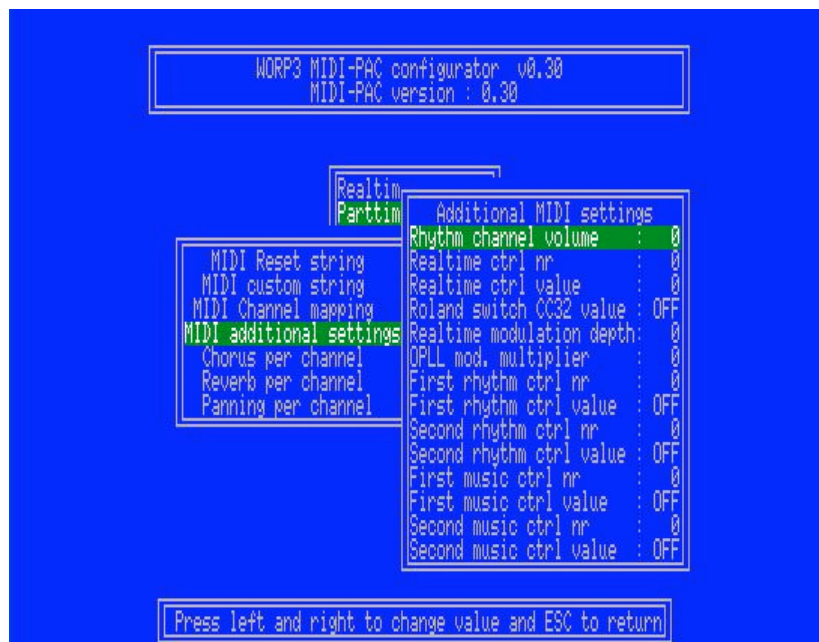 WORP3 MIDI-PAC configurator v0.30
MIDI-PAC version : 0.30
Realtim
Parttim
MIDI Reset string
MIDI custom string
MIDI Channel mapping
MIDI additional settings
Chorus per channel
Reverb per channel
Panning per channel
Additional MIDI settings
Rhythm channel volume : 0
Realtime ctrl nr : 0
Realtime ctrl value : 0
Roland switch CC32 value : OFF
Realtime modulation depth: 0
OPLL mod. multiplier : 0
First rhythm ctrl nr : 0
First rhythm ctrl value : OFF
Second rhythm ctrl nr : 0
Second rhythm ctrl value : OFF
First music ctrl nr : 0
First music ctrl value : OFF
Second music ctrl nr : 0
Second music ctrl value : OFF
Press left and right to change value and ESC to return